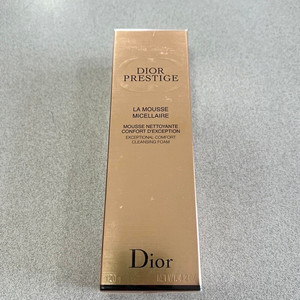 DIOR
PRESTIGE
LA MOUSSE
MICELLAIRE
MOUSSE NETTOYANTE
CONFORT D'EXCEPTION
EXCEPTIONAL COMFORT
CLEANSING FOAM
Dior